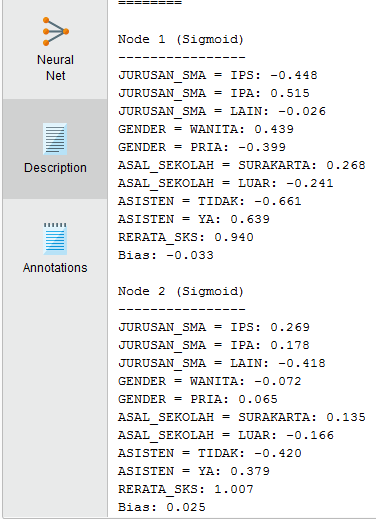 ========
Neural
Net
Description
Annotations
Node 1 (Sigmoid)
----------------
JURUSAN_SMA = IPS: -0.448
JURUSAN_SMA = IPA: 0.515
JURUSAN_SMA = LAIN: -0.026
GENDER = WANITA: 0.439
GENDER = PRIA: -0.399
ASAL_SEKOLAH = SURAKARTA: 0.268
ASAL_SEKOLAH = LUAR: -0.241
ASISTEN = TIDAK: -0.661
ASISTEN = YA: 0.639
RERATA_SKS: 0.940
Bias: -0.033
Node 2 (Sigmoid)
----------------
JURUSAN_SMA = IPS: 0.269
JURUSAN_SMA = IPA: 0.178
JURUSAN_SMA = LAIN: -0.418
GENDER = WANITA: -0.072
GENDER = PRIA: 0.065
ASAL_SEKOLAH = SURAKARTA: 0.135
ASAL_SEKOLAH = LUAR: -0.166
ASISTEN = TIDAK: -0.420
ASISTEN = YA: 0.379
RERATA_SKS: 1.007
Bias: 0.025